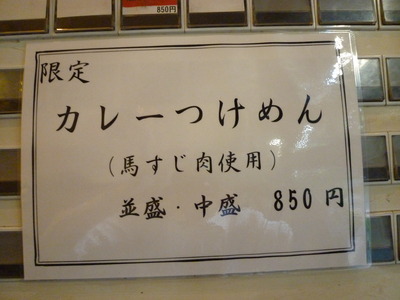 850円
限定
カレーつけめん
(馬すじ肉使用)
並盛・中盛 850円